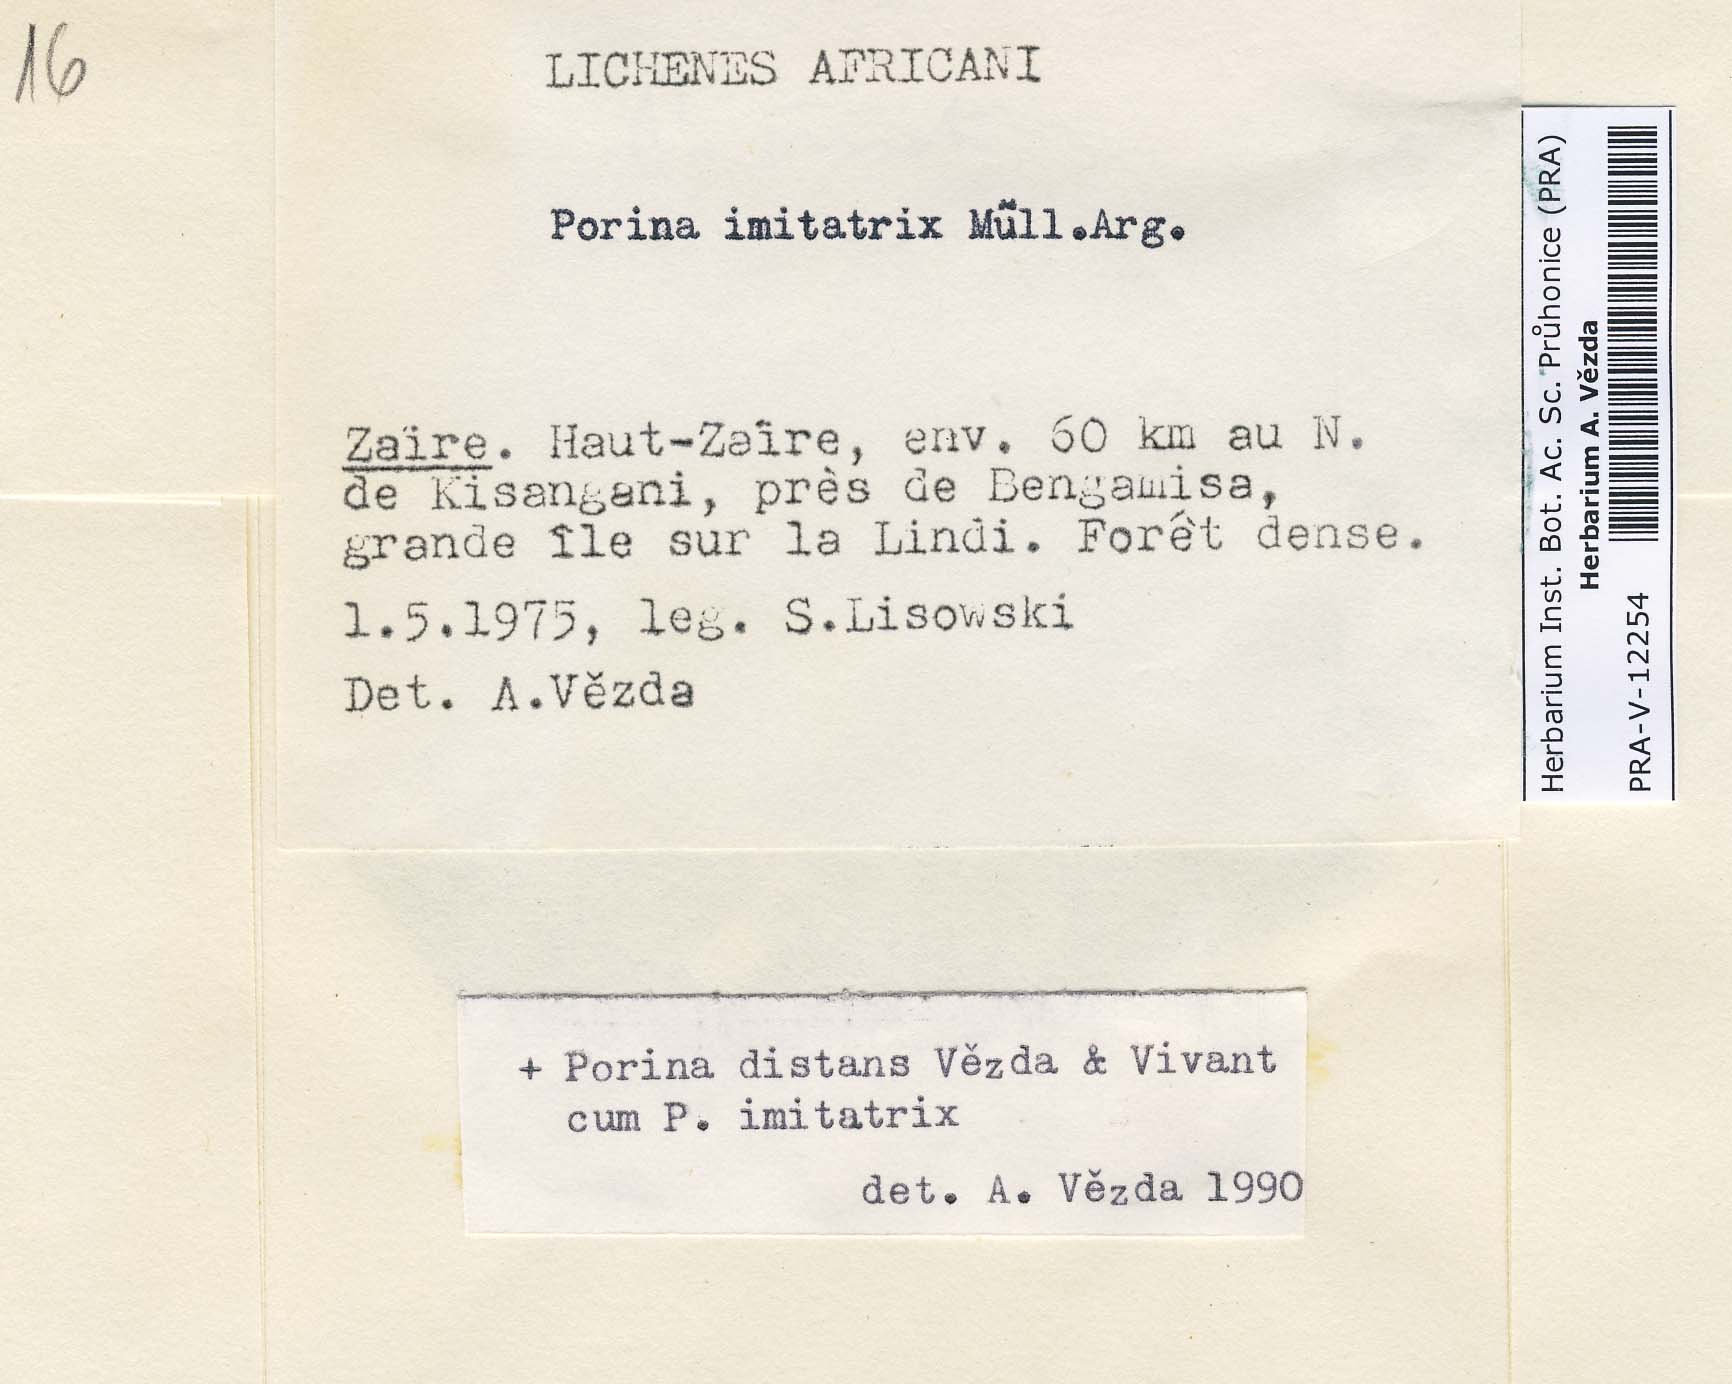 16
LICHENES AFRICANI
Porina imitatrix Müll.Arg.
Zaïre. Haut-Zaïre, env. 60 km au N.
de Kisangani, près de Bengamisa,
grande île sur la Lindi. Forêt dense.
1.5.1975, leg. S.Lisowski
Det. A.Vězda
Herbarium Inst. Bot. Ac. Sc. Průhonice (PRA)
Herbarium A. Vězda
PRA-V-12254
+ Porina distans Vězda & Vivant
cum P. imitatrix
det. A. Vězda 1990